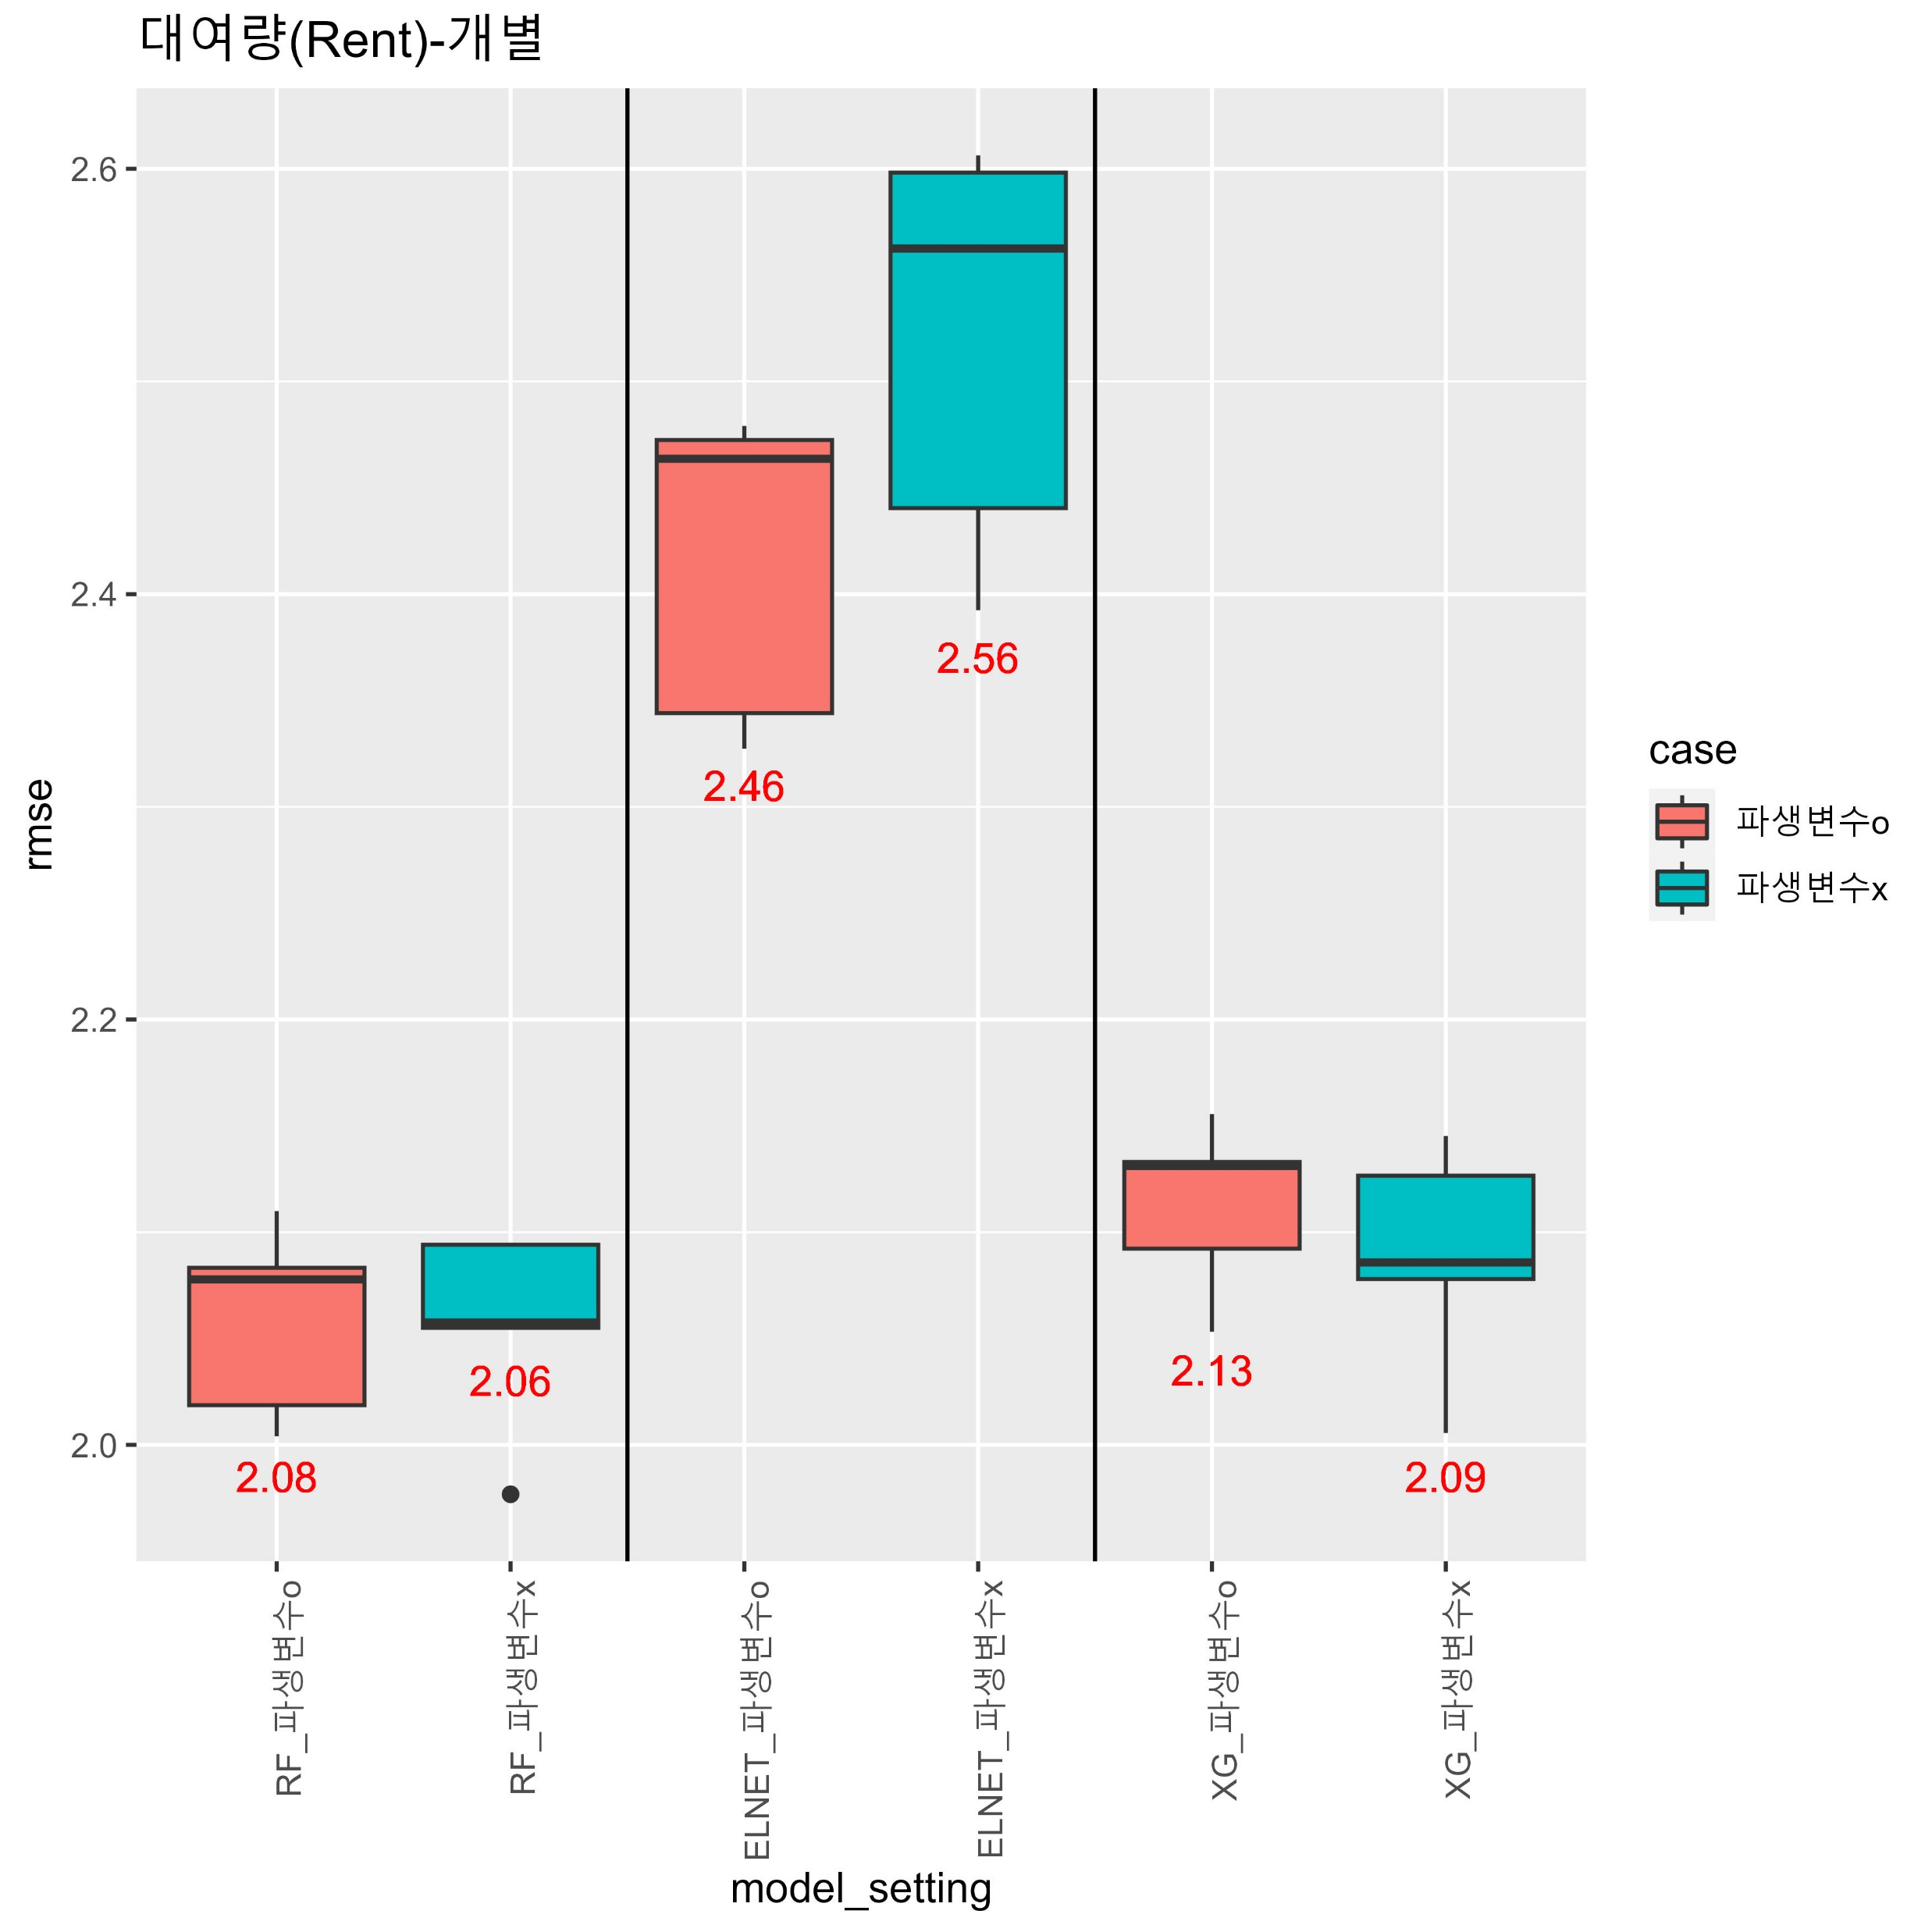 대여량(Rent)-개별
rmse
2.6
2.4
2.2
2.0
2.08
2.06
2.46
2.56
2.13
2.09
RF_파생변수o
RF_파생변수x
ELNET_파생변수o
ELNET_파생변수x
XG_파생변수o
XG_파생변수x
model_setting
case
파생변수o
파생변수x